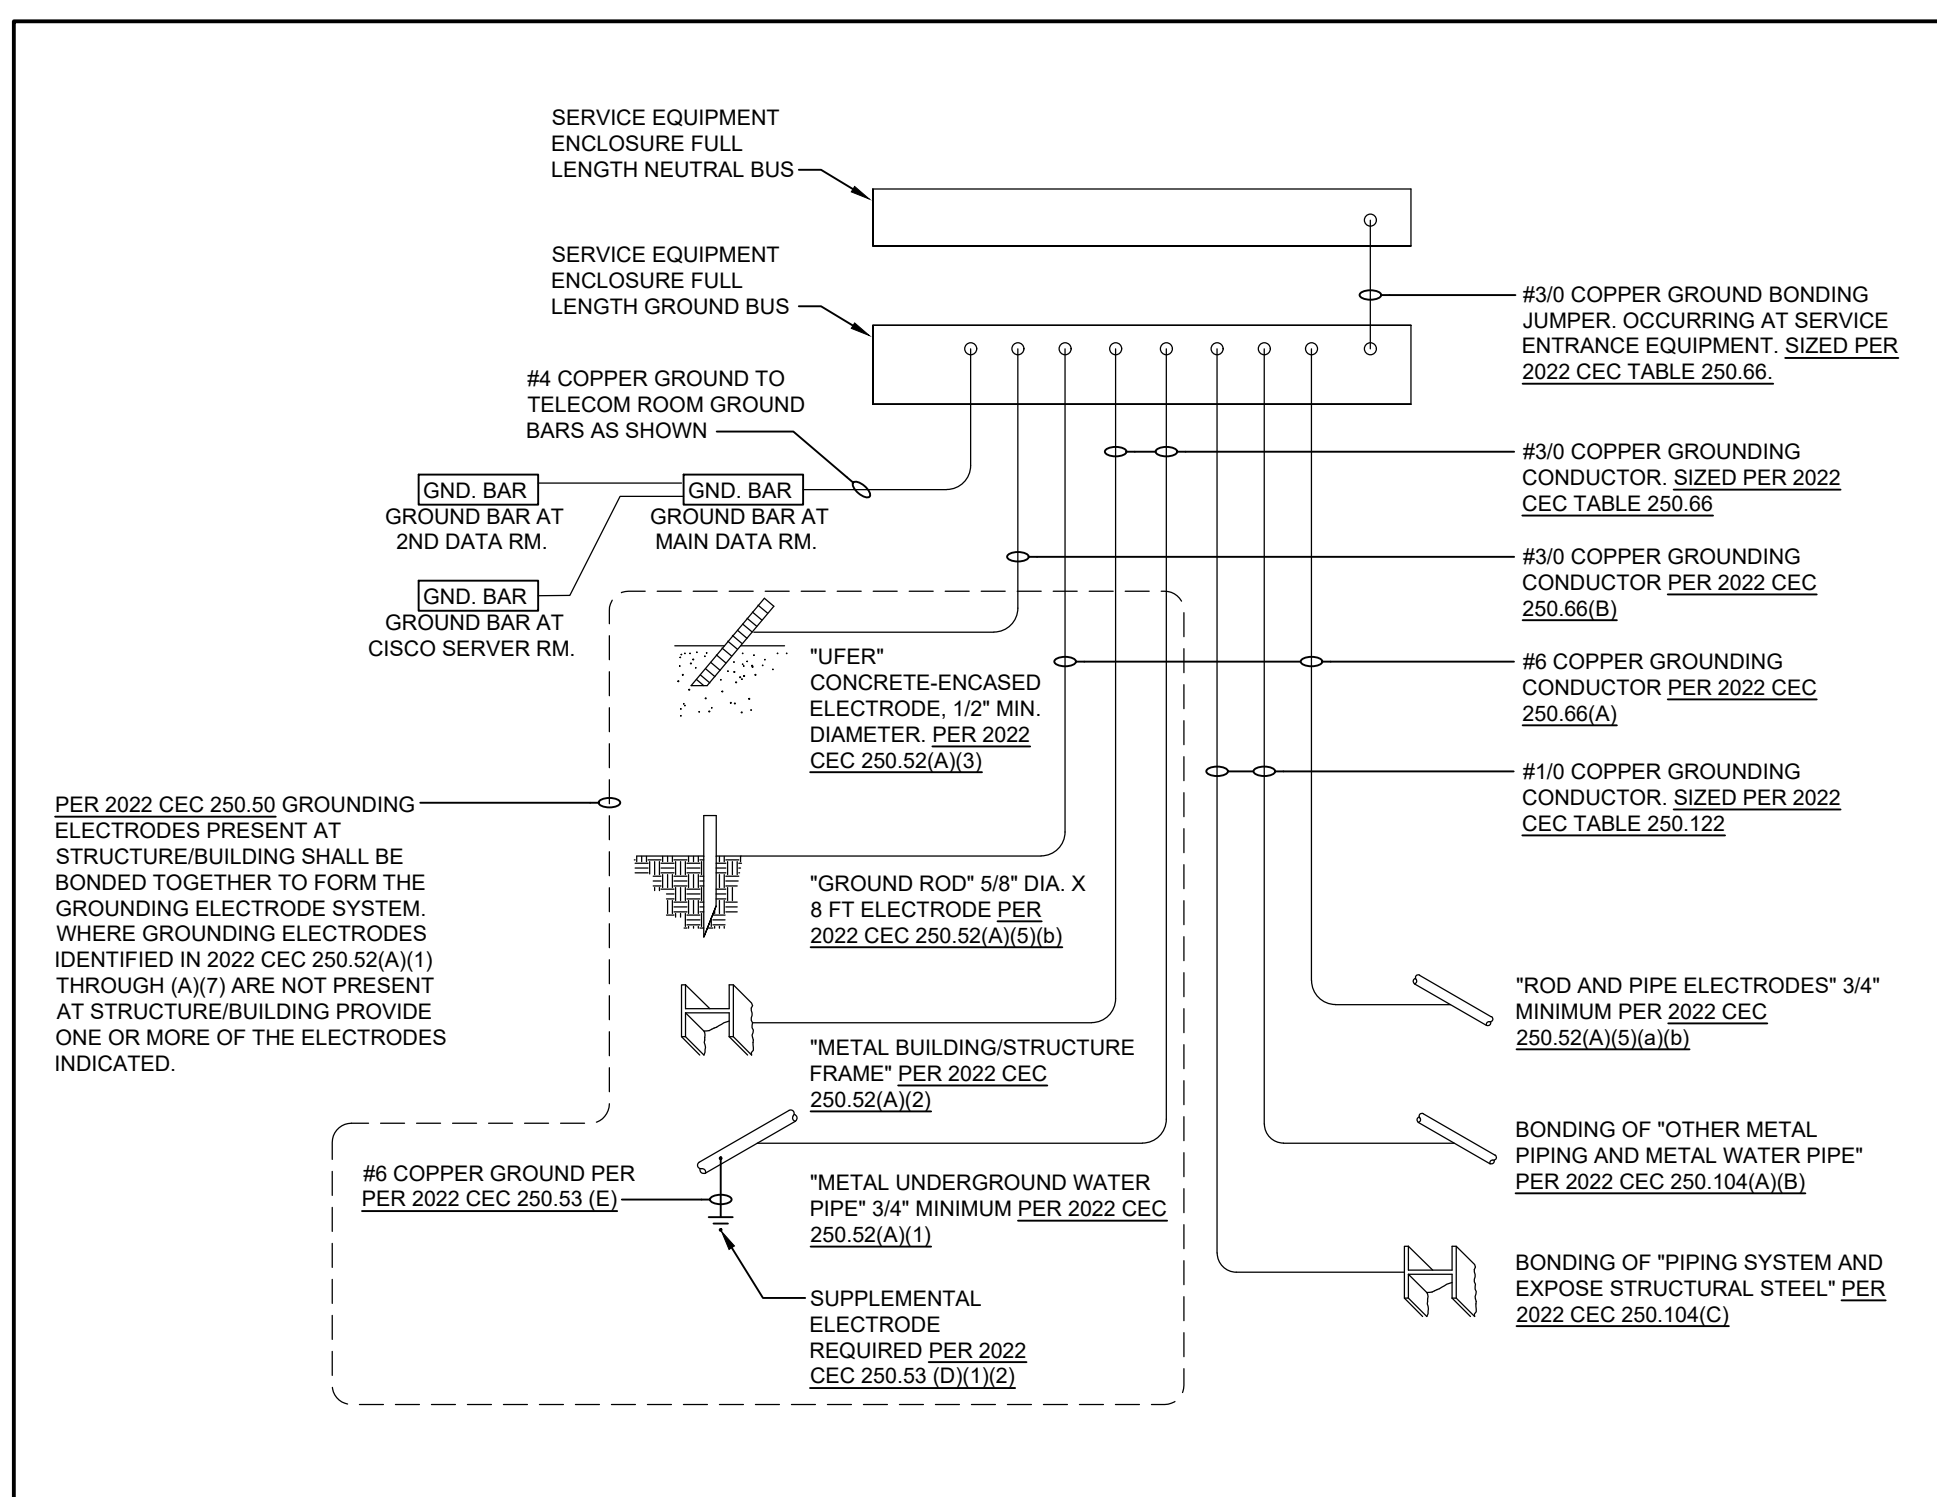 SERVICE EQUIPMENT
ENCLOSURE FULL
LENGTH NEUTRAL BUS
SERVICE EQUIPMENT
ENCLOSURE FULL
LENGTH GROUND BUS
#4 COPPER GROUND TO
TELECOM ROOM GROUND
BARS AS SHOWN
GND. BAR
GROUND BAR AT
2ND DATA RM.
GND. BAR
GROUND BAR AT
MAIN DATA RM.
GND. BAR
GROUND BAR AT
CISCO SERVER RM.
#3/0 COPPER GROUND BONDING
JUMPER. OCCURRING AT SERVICE
ENTRANCE EQUIPMENT. SIZED PER
2022 CEC TABLE 250.66.
#3/0 COPPER GROUNDING
CONDUCTOR. SIZED PER 2022
CEC TABLE 250.66
#3/0 COPPER GROUNDING
CONDUCTOR PER 2022 CEC
250.66(B)
#6 COPPER GROUNDING
CONDUCTOR PER 2022 CEC
250.66(A)
#1/0 COPPER GROUNDING
CONDUCTOR. SIZED PER 2022
CEC TABLE 250.122
"UFER"
CONCRETE-ENCASED
ELECTRODE, 1/2" MIN.
DIAMETER. PER 2022
CEC 250.52(A)(3)
PER 2022 CEC 250.50 GROUNDING
ELECTRODES PRESENT AT
STRUCTURE/BUILDING SHALL BE
BONDED TOGETHER TO FORM THE
GROUNDING ELECTRODE SYSTEM.
WHERE GROUNDING ELECTRODES
IDENTIFIED IN 2022 CEC 250.52(A)(1)
THROUGH (A)(7) ARE NOT PRESENT
AT STRUCTURE/BUILDING PROVIDE
ONE OR MORE OF THE ELECTRODES
INDICATED.
"GROUND ROD" 5/8" DIA. X
8 FT ELECTRODE PER
2022 CEC 250.52(A)(5)(b)
"METAL BUILDING/STRUCTURE
FRAME" PER 2022 CEC
250.52(A)(2)
#6 COPPER GROUND PER
PER 2022 CEC 250.53 (E)
"METAL UNDERGROUND WATER
PIPE" 3/4" MINIMUM PER 2022 CEC
250.52(A)(1)
SUPPLEMENTAL
ELECTRODE
REQUIRED PER 2022
CEC 250.53 (D)(1)(2)
"ROD AND PIPE ELECTRODES" 3/4"
MINIMUM PER 2022 CEC
250.52(A)(5)(a)(b)
BONDING OF "OTHER METAL
PIPING AND METAL WATER PIPE"
PER 2022 CEC 250.104(A)(B)
BONDING OF "PIPING SYSTEM AND
EXPOSE STRUCTURAL STEEL" PER
2022 CEC 250.104(C)